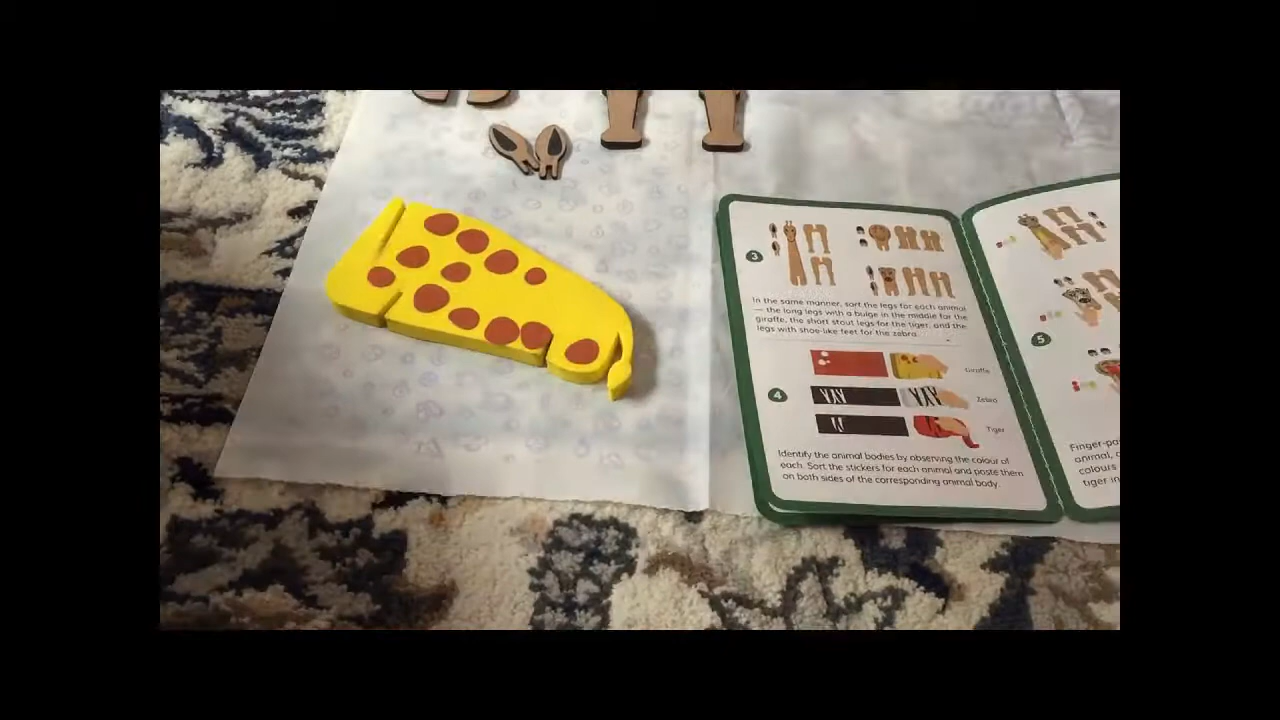 3
In the same manner, sort the legs for each animal
— the long legs with a bulge in the middle for the
giraffe, the short stout legs for the tiger, and the
legs with shoe-like feet for the zebra.
4
Giraffe
Zebra
Tiger
Identify the animal bodies by observing the colour of
each. Sort the stickers for each animal and paste them
on both sides of the corresponding animal body.
5
Finger-pa
animal,
colours
tiger in